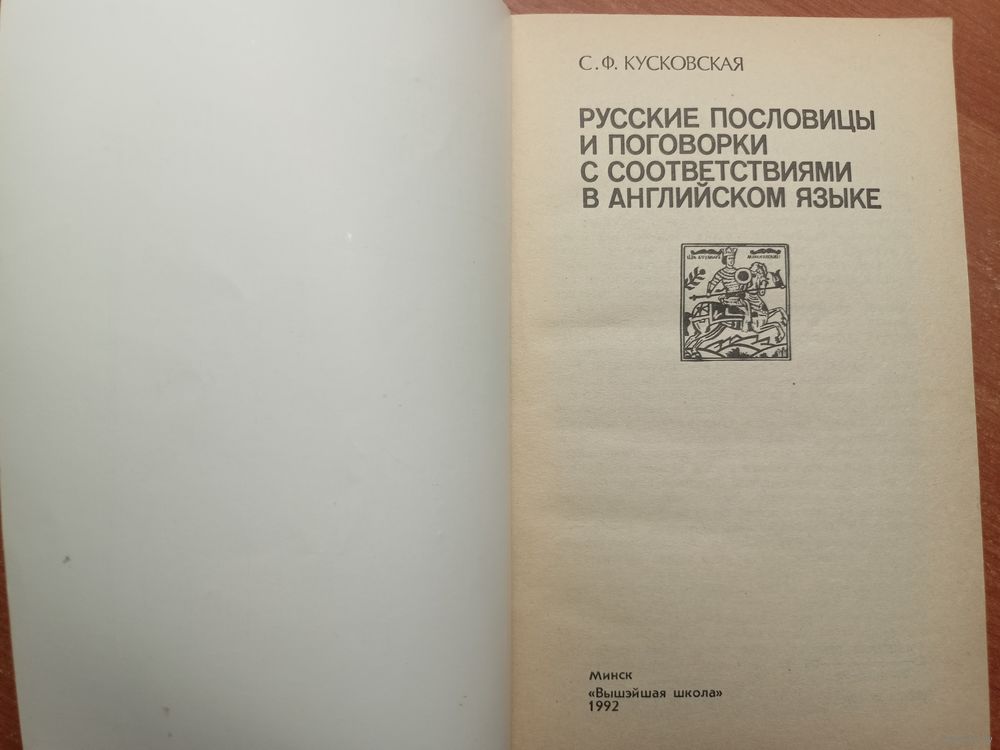 С.Ф. КУСКОВСКАЯ
РУССКИЕ ПОСЛОВИЦЫ
И ПОГОВОРКИ
С СООТВЕТСТВИЯМИ
В АНГЛИЙСКОМ ЯЗЫКЕ
Минск
«Вышэйшая школа»
1992